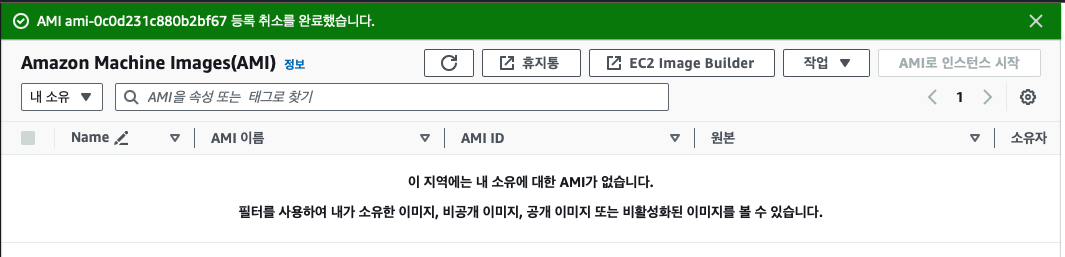 AMI ami-0c0d231c880b2bf67 등록 취소를 완료했습니다.
Amazon Machine Images(AMI) 정보 휴지통 EC2 Image Builder 작업 AMI로 인스턴스 시작
내 소유 AMI을 속성 또는 태그로 찾기 1
Name AMI 이름 AMI ID 원본 소유자
이 지역에는 내 소유에 대한 AMI가 없습니다.
필터를 사용하여 내가 소유한 이미지, 비공개 이미지, 공개 이미지 또는 비활성화된 이미지를 볼 수 있습니다.